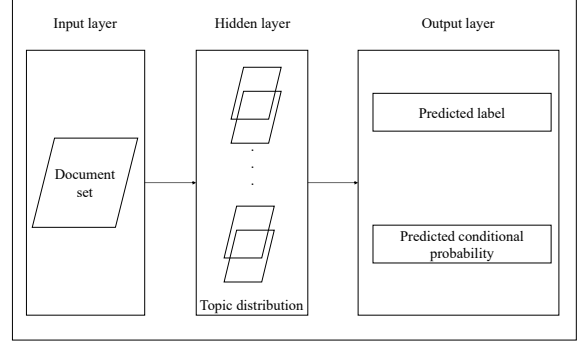 Input layer
Hidden layer
Output layer
Document
set
Topic distribution
Predicted label
Predicted conditional
probability